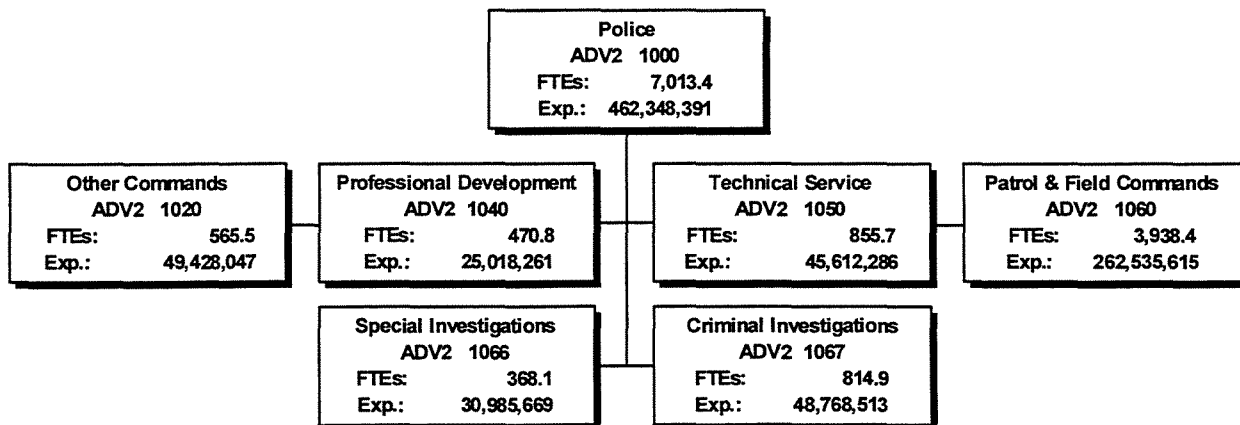 Police
ADV2 1000
FTEs: 7,013.4
Exp.: 462,348,391
Other Commands
ADV2 1020
FTEs: 565.5
Exp.: 49,428,047
Professional Development
ADV2 1040
FTEs: 470.8
Exp.: 25,018,261
Technical Service
ADV2 1050
FTEs: 855.7
Exp.: 45,612,286
Patrol & Field Commands
ADV2 1060
FTEs: 3,938.4
Exp.: 262,535,615
Special Investigations
ADV2 1066
FTEs: 368.1
Exp.: 30,985,669
Criminal Investigations
ADV2 1067
FTEs: 814.9
Exp.: 48,768,513